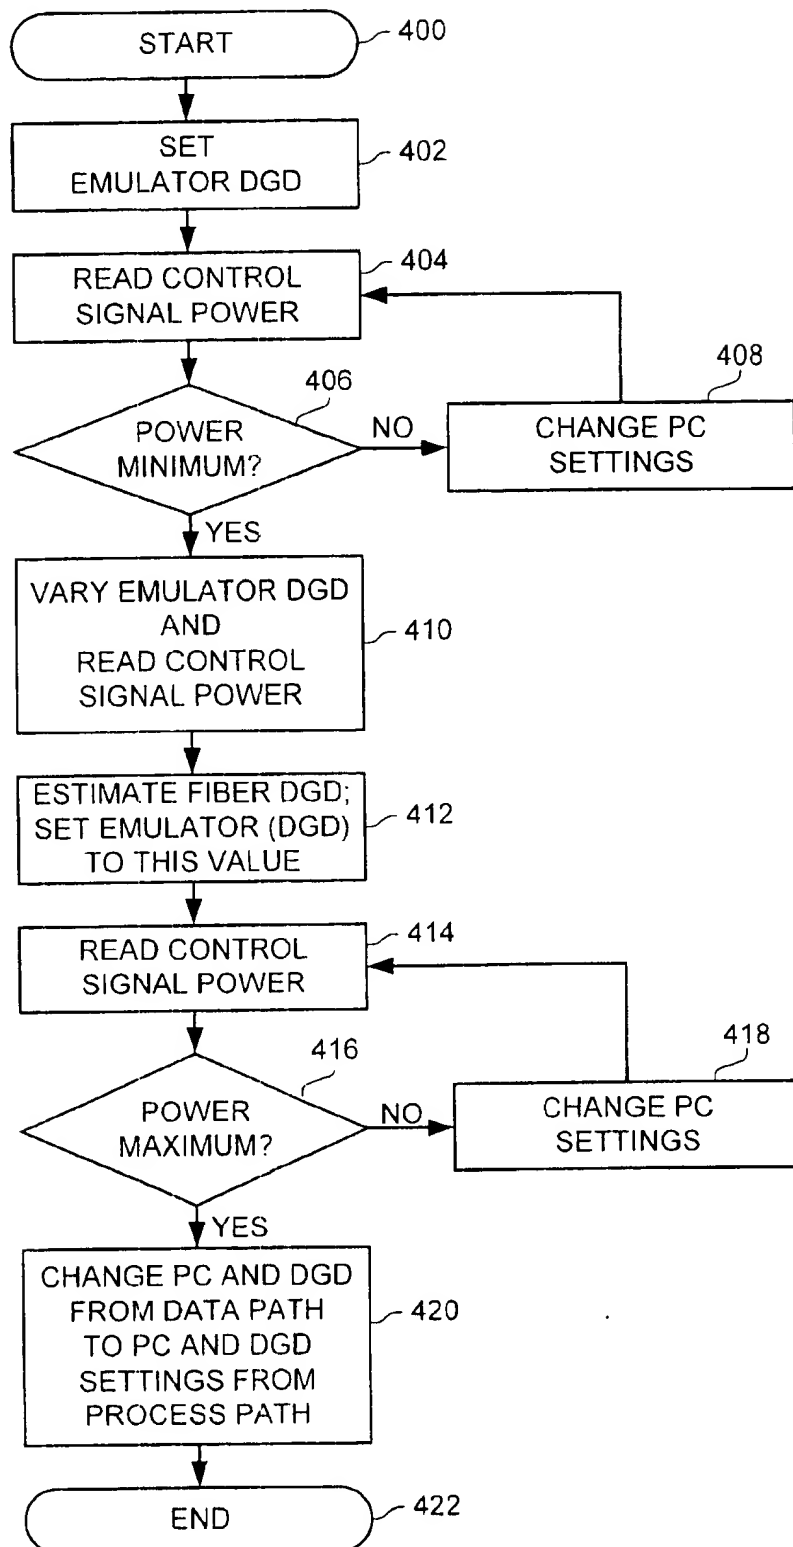 START
400
SET
EMULATOR DGD
402
READ CONTROL
SIGNAL POWER
404
POWER
MINIMUM?
406
NO
CHANGE PC
SETTINGS
408
YES
VARY EMULATOR DGD
AND
READ CONTROL
SIGNAL POWER
410
ESTIMATE FIBER DGD;
SET EMULATOR (DGD)
TO THIS VALUE
412
READ CONTROL
SIGNAL POWER
414
POWER
MAXIMUM?
416
NO
CHANGE PC
SETTINGS
418
YES
CHANGE PC AND DGD
FROM DATA PATH
TO PC AND DGD
SETTINGS FROM
PROCESS PATH
420
END
422